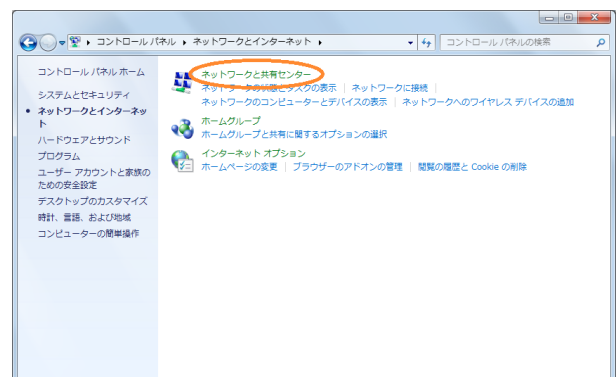 コントロール パネル ▸ ネットワークとインターネット ▸
コントロール パネルの検索
コントロール パネル ホーム
システムとセキュリティ
ネットワークとインターネッ
ト
ハードウェアとサウンド
プログラム
ユーザー アカウントと家族の
ための安全設定
デスクトップのカスタマイズ
時計、言語、および地域
コンピューターの簡単操作
ネットワークと共有センター
ネットワークの状態とタスクの表示 | ネットワークに接続 |
ネットワークのコンピューターとデバイスの表示 | ネットワークへのワイヤレス デバイスの追加
ホームグループ
ホームグループと共有に関するオプションの選択
インターネット オプション
ホームページの変更 | ブラウザーのアドオンの管理 | 閲覧の履歴と Cookie の削除